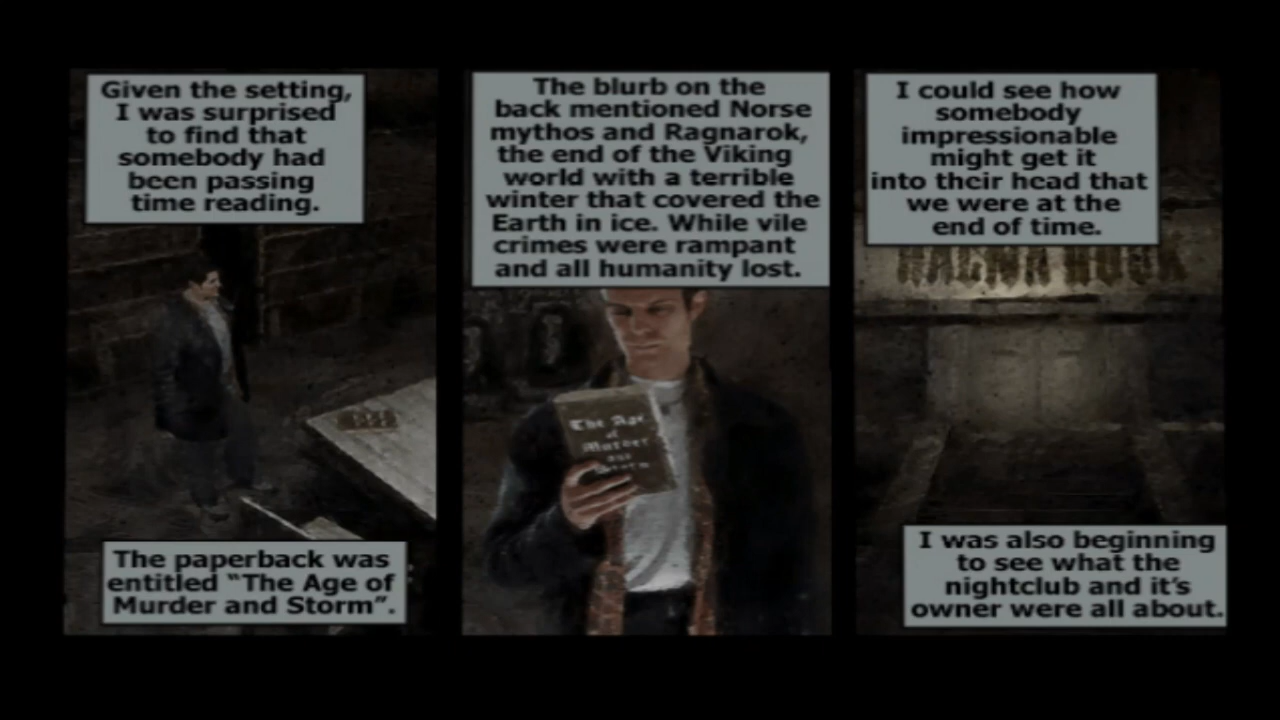 Given the setting,
I was surprised
to find that
somebody had
been passing
time reading.
The paperback was
entitled “The Age of
Murder and Storm”.
The blurb on the
back mentioned Norse
mythos and Ragnarok,
the end of the Viking
world with a terrible
winter that covered the
Earth in ice. While vile
crimes were rampant
and all humanity lost.
The Age
of
Murder
and
Storm
I could see how
somebody
impressionable
might get it
into their head that
we were at the
end of time.
RAGNA ROCK
I was also beginning
to see what the
nightclub and it’s
owner were all about.